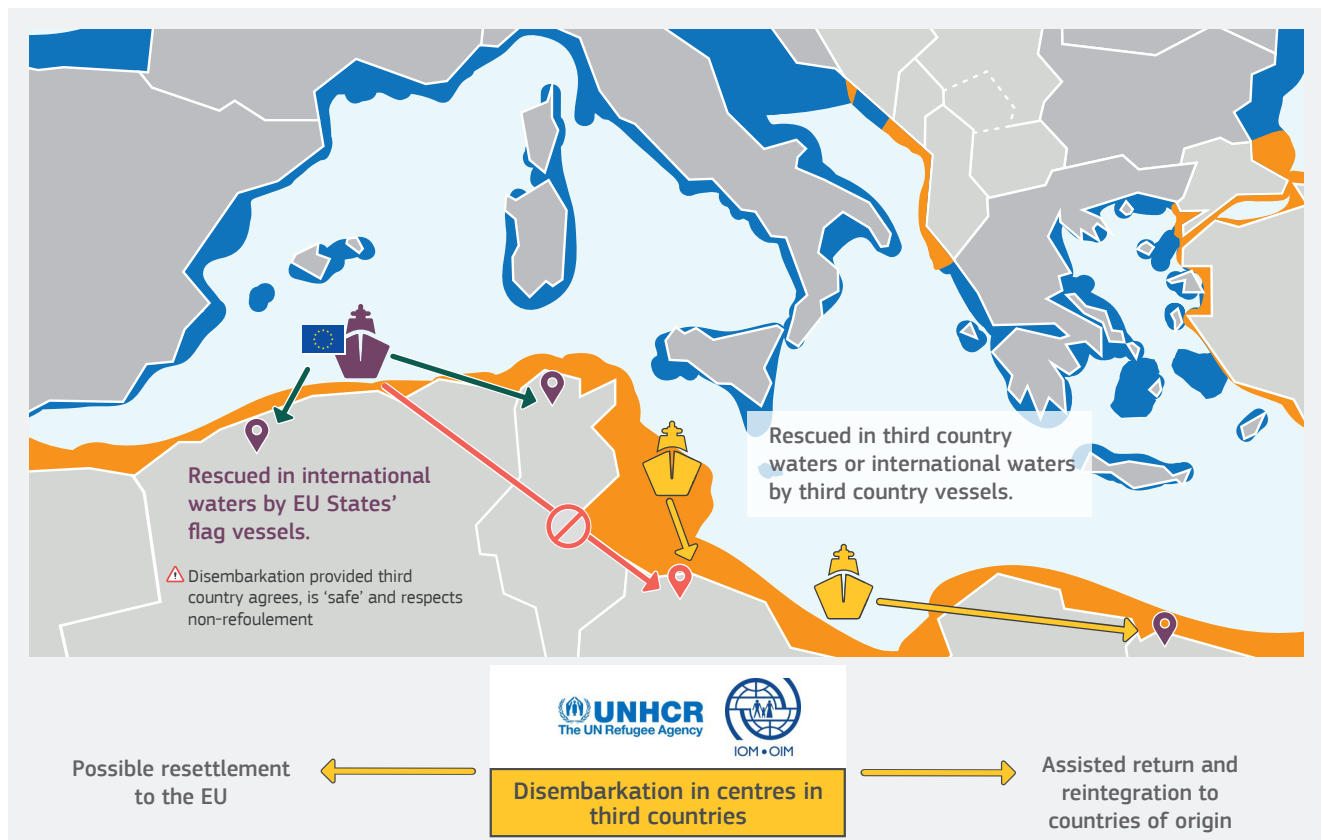 Rescued in third country
waters or international waters
by third country vessels.
Rescued in international
waters by EU States’
flag vessels.
Disembarkation provided third
country agrees, is ‘safe’ and respects
non-refoulement
UNHCR
The UN Refugee Agency
IOM • OIM
Possible resettlement
to the EU
Disembarkation in centres in
third countries
Assisted return and
reintegration to
countries of origin